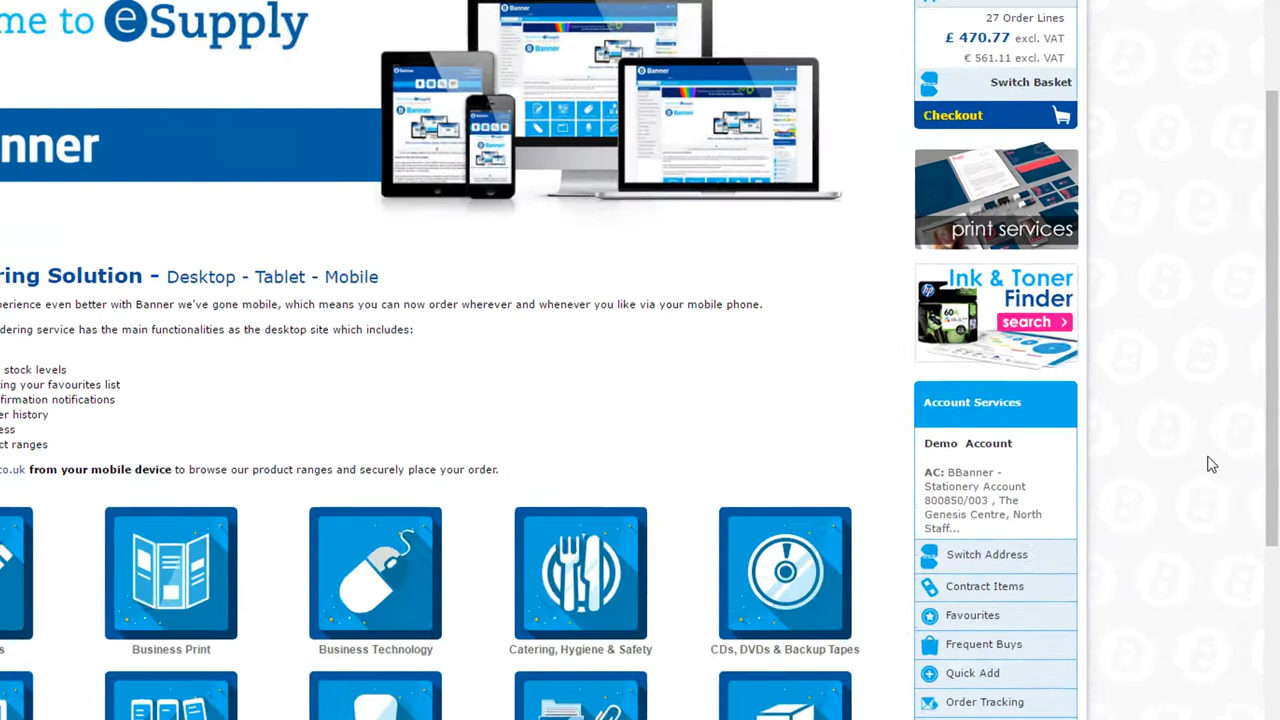 me to eSupply
Banner
nner
27 Order Lines
£ 470.77 excl. VAT
€ 561.11 excl. VAT
Switch Basket
Checkout
print services
ring Solution - Desktop - Tablet - Mobile
perience even better with Banner we've gone mobile, which means you can now order wherever and whenever you like via your mobile phone.
dering service has the main functionalities as the desktop site which includes:
Ink & Toner
Finder
search >
stock levels
ing your favourites list
firmation notifications
er history
ess
ct ranges
co.uk from your mobile device to browse our product ranges and securely place your order.
Account Services
Demo Account
AC: BBanner -
Stationery Account
800850/003 , The
Genesis Centre, North
Staff...
Switch Address
Contract Items
Favourites
Frequent Buys
Quick Add
Order Tracking
s
Business Print
Business Technology
Catering, Hygiene & Safety
CDs, DVDs & Backup Tapes